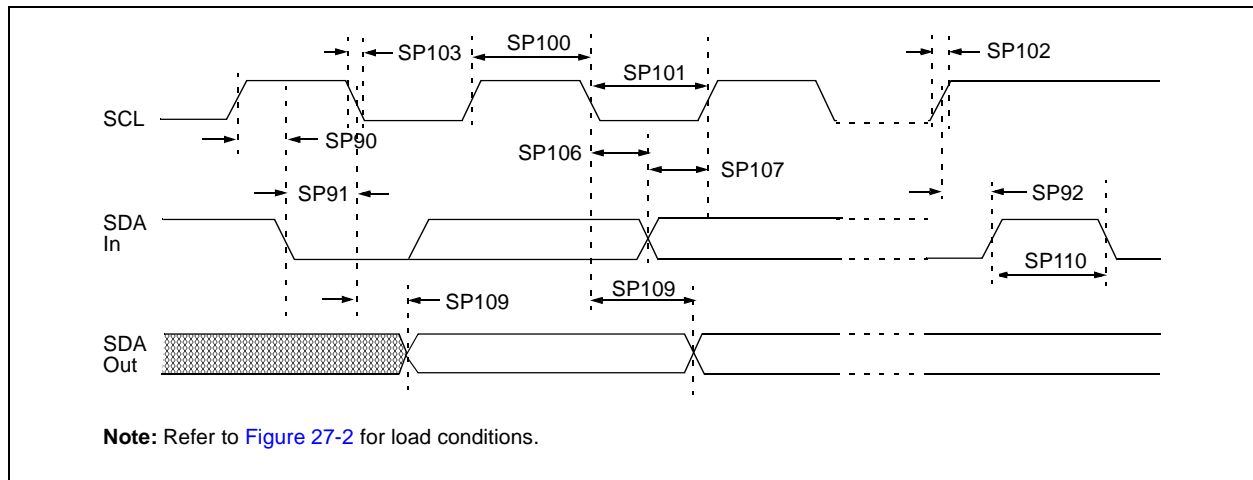 SP103
SP100
SP101
SP102
SCL
SP90
SP106
SP107
SP91
SP92
SDA
In
SP110
SP109
SP109
SDA
Out
Note: Refer to Figure 27-2 for load conditions.